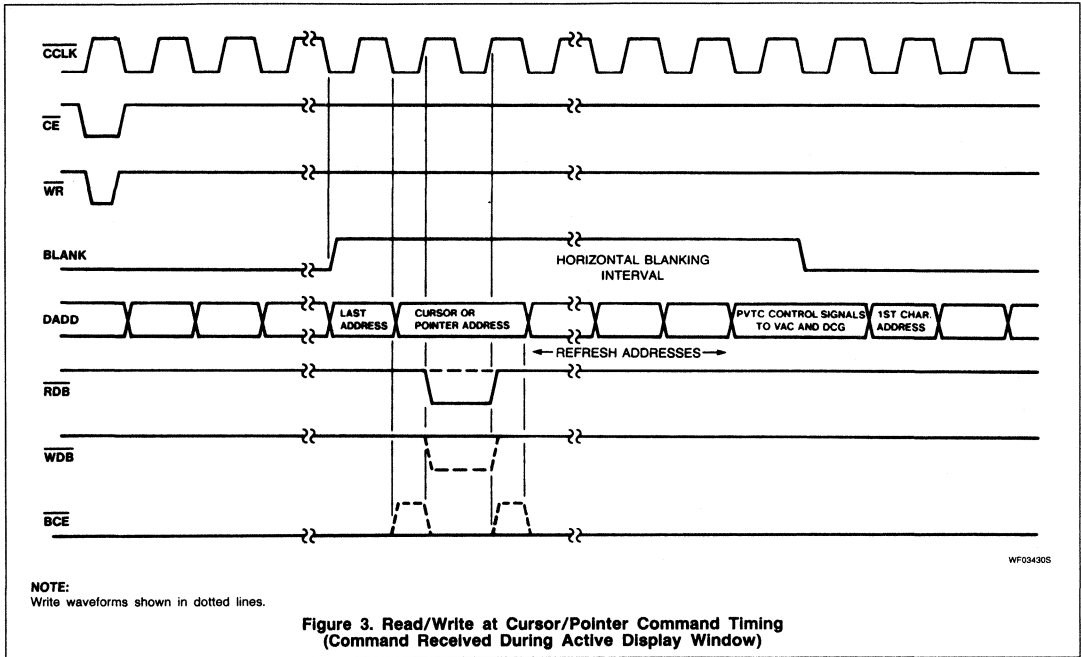 CCLK
CE
WR
BLANK
HORIZONTAL BLANKING
INTERVAL
DADD
LAST
ADDRESS
CURSOR OR
POINTER ADDRESS
PVTC CONTROL SIGNALS
TO VAC AND DCG
1ST CHAR.
ADDRESS
REFRESH ADDRESSES
RDB
WDB
BCE
WF03430S
NOTE:
Write waveforms shown in dotted lines.
Figure 3. Read/Write at Cursor/Pointer Command Timing
(Command Received During Active Display Window)